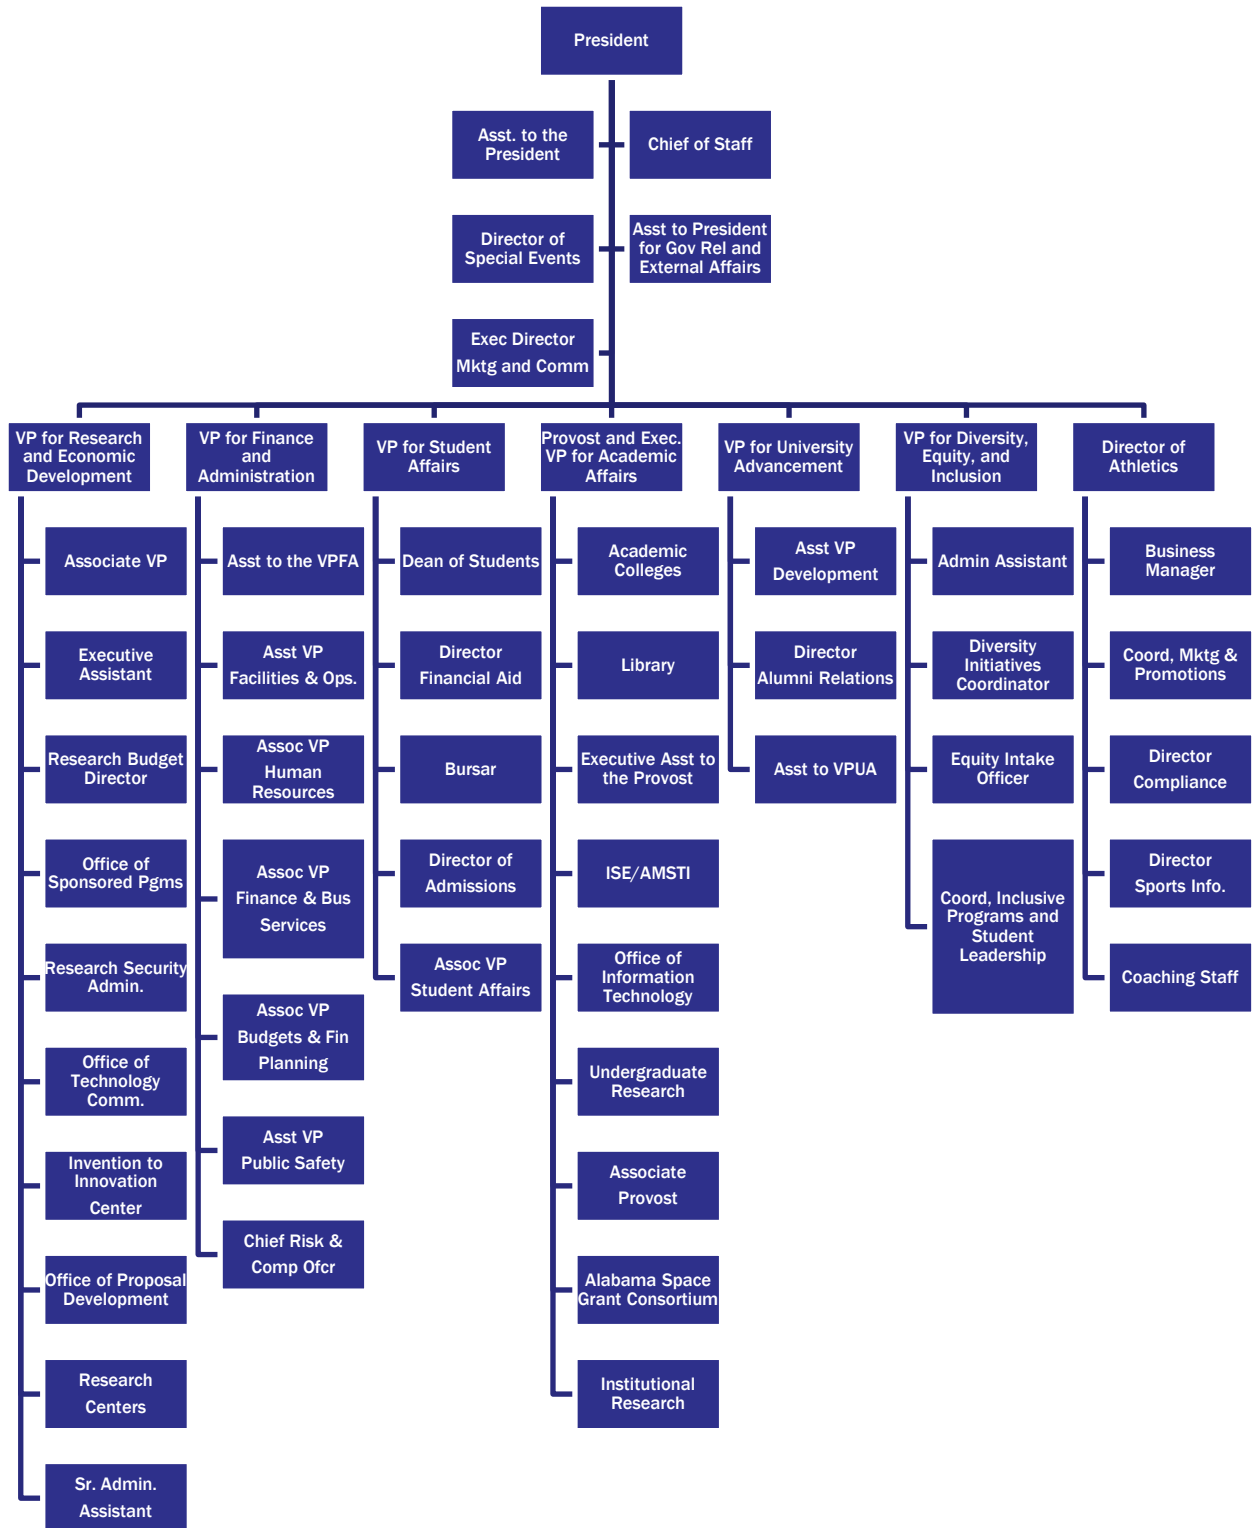 President
Asst. to the
President
Chief of Staff
Director of
Special Events
Asst to President
for Gov Rel and
External Affairs
Exec Director
Mktg and Comm
VP for Research
and Economic
Development
Associate VP
Executive
Assistant
Research Budget
Director
Office of
Sponsored Pgms
Research Security
Admin.
Office of
Technology
Comm.
Invention to
Innovation
Center
Office of Proposal
Development
Research
Centers
Sr. Admin.
Assistant
VP for Finance
and
Administration
Asst to the VPFA
Asst VP
Facilities & Ops.
Assoc VP
Human
Resources
Assoc VP
Finance & Bus
Services
Assoc VP
Budgets & Fin
Planning
Asst VP
Public Safety
Chief Risk &
Comp Ofcr
VP for Student
Affairs
Dean of Students
Director
Financial Aid
Bursar
Director of
Admissions
Assoc VP
Student Affairs
Provost and Exec.
VP for Academic
Affairs
Academic
Colleges
Library
Executive Asst to
the Provost
ISE/AMSTI
Office of
Information
Technology
Undergraduate
Research
Associate
Provost
Alabama Space
Grant Consortium
Institutional
Research
VP for University
Advancement
Asst VP
Development
Director
Alumni Relations
Asst to VPUA
VP for Diversity,
Equity, and
Inclusion
Admin Assistant
Diversity
Initiatives
Coordinator
Equity Intake
Officer
Coord, Inclusive
Programs and
Student
Leadership
Director of
Athletics
Business
Manager
Coord, Mktg &
Promotions
Director
Compliance
Director
Sports Info.
Coaching Staff